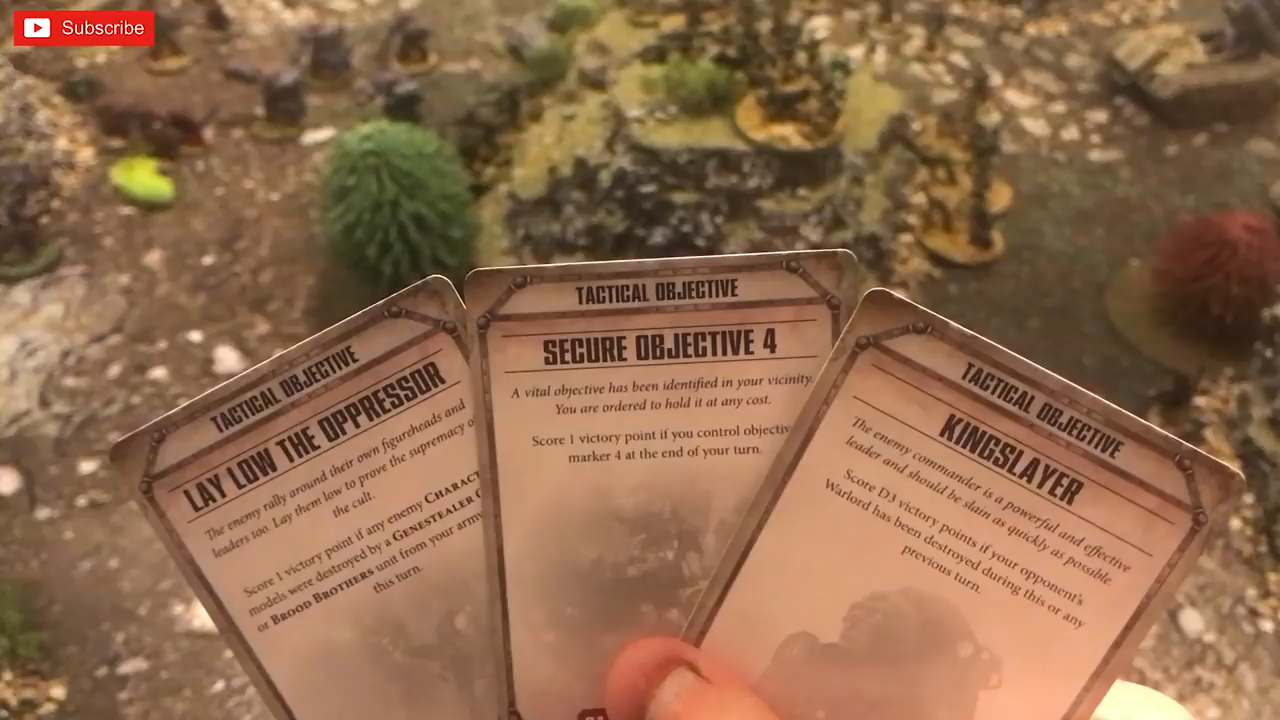 Subscribe
TACTICAL OBJECTIVE
LAY LOW THE OPPRESSOR
The enemy rally around their own figureheads and
leaders too. Lay them low to prove the supremacy
the cult.
Score 1 victory point if any enemy
models were destroyed by a GENESTEALER
or BROOD BROTHERS unit from your army
this turn.
TACTICAL OBJECTIVE
SECURE OBJECTIVE 4
A vital objective has been identified in your vicinity.
You are ordered to hold it at any cost.
Score 1 victory point if you control objectiv
marker 4 at the end of your turn.
TACTICAL OBJECTIVE
KINGSLAYER
The enemy commander is a powerful and effective
leader and should be slain as quickly as possible.
Score D3 victory points if your opponent's
Warlord has been destroyed during this or any
previous turn.